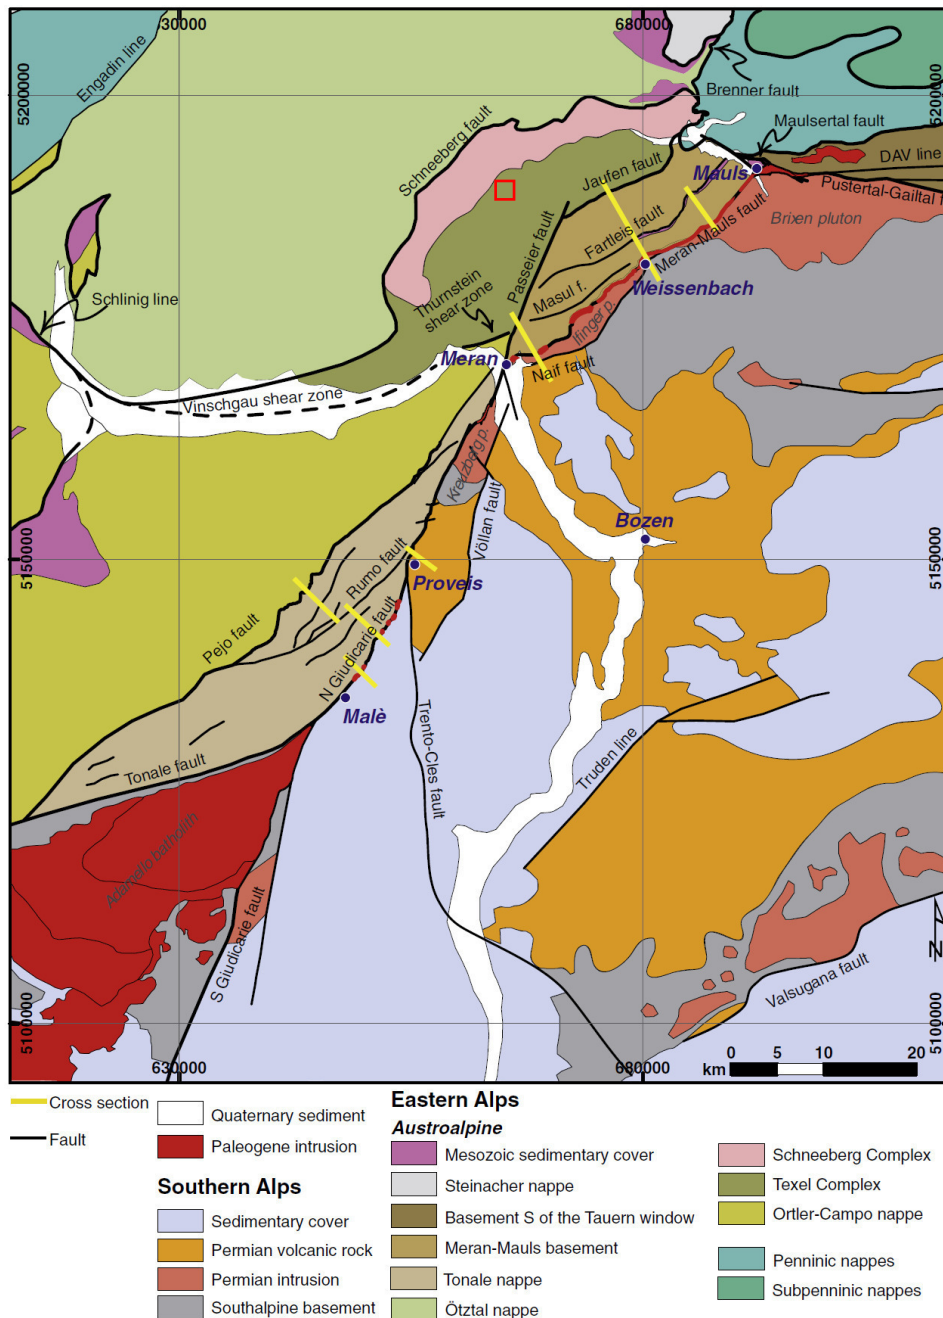 630000
680000
Engadin line
5200000
5200000
Brenner fault
Maulsertal fault
Schneeberg fault
DAV line
Mauls
Jaufen fault
Pustertal-Gailtal f
Brixen pluton
Fartleis fault
Meran-Mauls fault
Passeier fault
Weissenbach
Schlinig line
Thurnstein
shear zone
Masul f.
Ifinger p.
Meran
Naif fault
Vinschgau shear zone
Kreuzberg p.
Völlan fault
Bozen
5150000
5150000
Rumo fault
Proveis
Pejo fault
N Giudicarie fault
Malè
Trento-Cles fault
Truden line
Tonale fault
Adamello batholith
S Giudicarie fault
N
Valsugana fault
5100000
5100000
630000
680000
km
0 5 10 20
Cross section
Fault
Quaternary sediment
Paleogene intrusion
Southern Alps
Sedimentary cover
Permian volcanic rock
Permian intrusion
Southalpine basement
Eastern Alps
Austroalpine
Mesozoic sedimentary cover
Steinacher nappe
Basement S of the Tauern window
Meran-Mauls basement
Tonale nappe
Ötztal nappe
Schneeberg Complex
Texel Complex
Ortler-Campo nappe
Penninic nappes
Subpenninic nappes